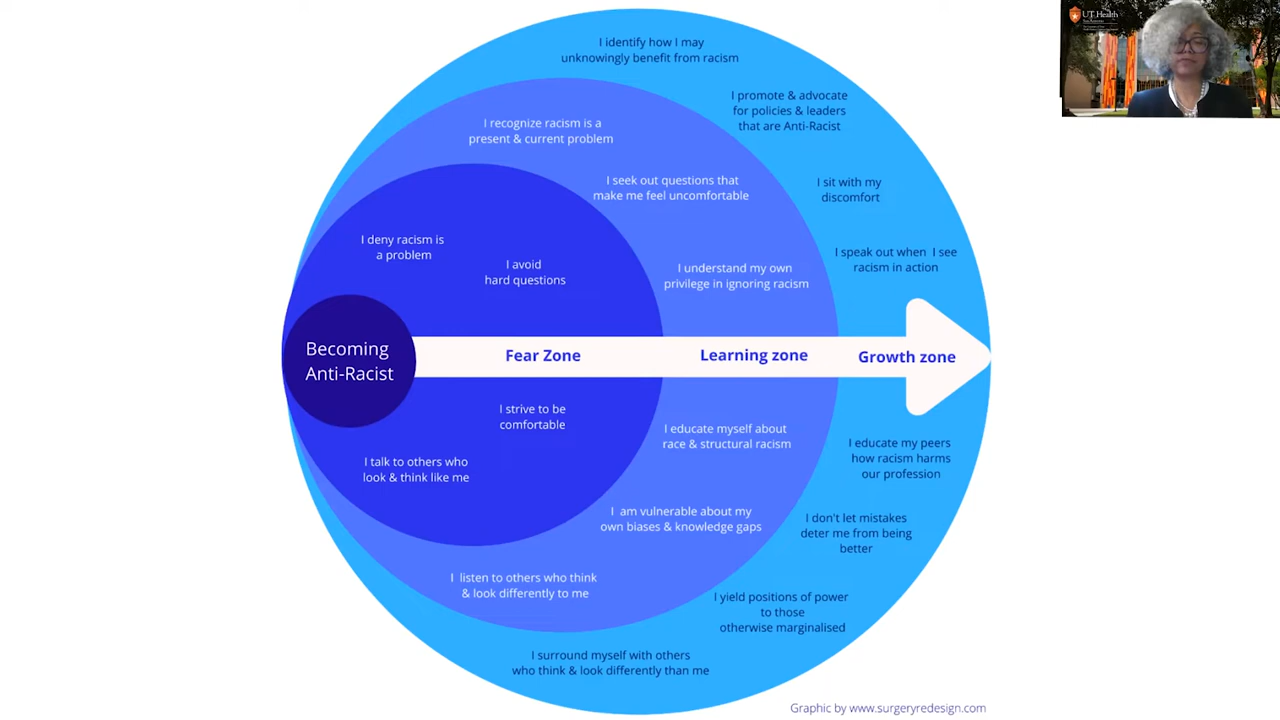 I identify how I may
unknowingly benefit from racism
I promote & advocate
for policies & leaders
that are Anti-Racist
I recognize racism is a
present & current problem
I seek out questions that
make me feel uncomfortable
I sit with my
discomfort
I deny racism is
a problem
I avoid
hard questions
I understand my own
privilege in ignoring racism
I speak out when I see
racism in action
Becoming
Anti-Racist
Fear Zone
Learning zone
Growth zone
I strive to be
comfortable
I talk to others who
look & think like me
I educate myself about
race & structural racism
I educate my peers
how racism harms
our profession
I am vulnerable about my
own biases & knowledge gaps
I don't let mistakes
deter me from being
better
I listen to others who think
& look differently to me
I yield positions of power
to those
otherwise marginalised
I surround myself with others
who think & look differently than me
Graphic by www.surgeryredesign.com
UT Health
San Antonio